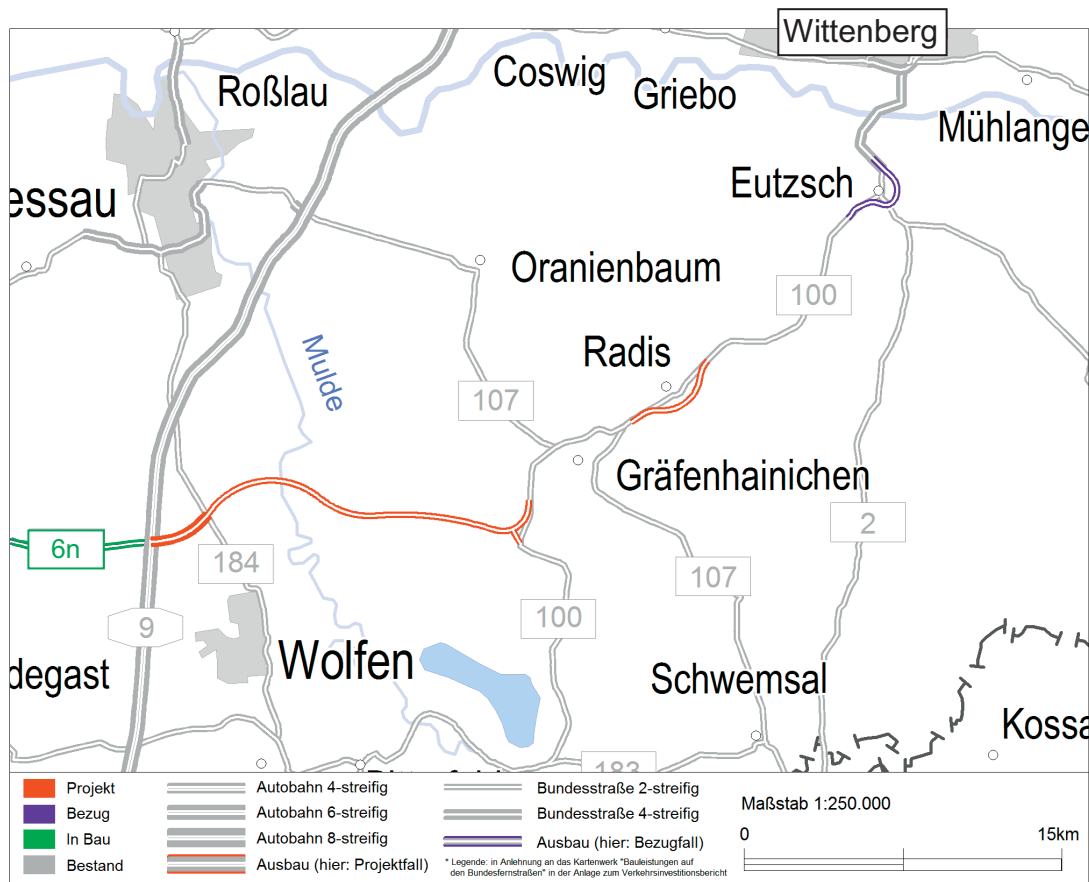 Wittenberg
Coswig
Roßlau
Griebo
Mühlange
Eutzsch
essau
Oranienbaum
100
Mulde
Radis
107
Gräfenhainichen
2
6n
184
107
9
100
Wolfen
degast
Schwemsal
Kossa
183
Projekt
Bezug
In Bau
Bestand
Autobahn 4-streifig
Autobahn 6-streifig
Autobahn 8-streifig
Ausbau (hier: Projektfall)
Bundesstraße 2-streifig
Bundesstraße 4-streifig
Ausbau (hier: Bezugfall)
* Legende: in Anlehnung an das Kartenwerk "Bauleistungen auf
den Bundesfernstraßen" in der Anlage zum Verkehrsinvestitionsbericht
Maßstab 1:250.000
0 15km